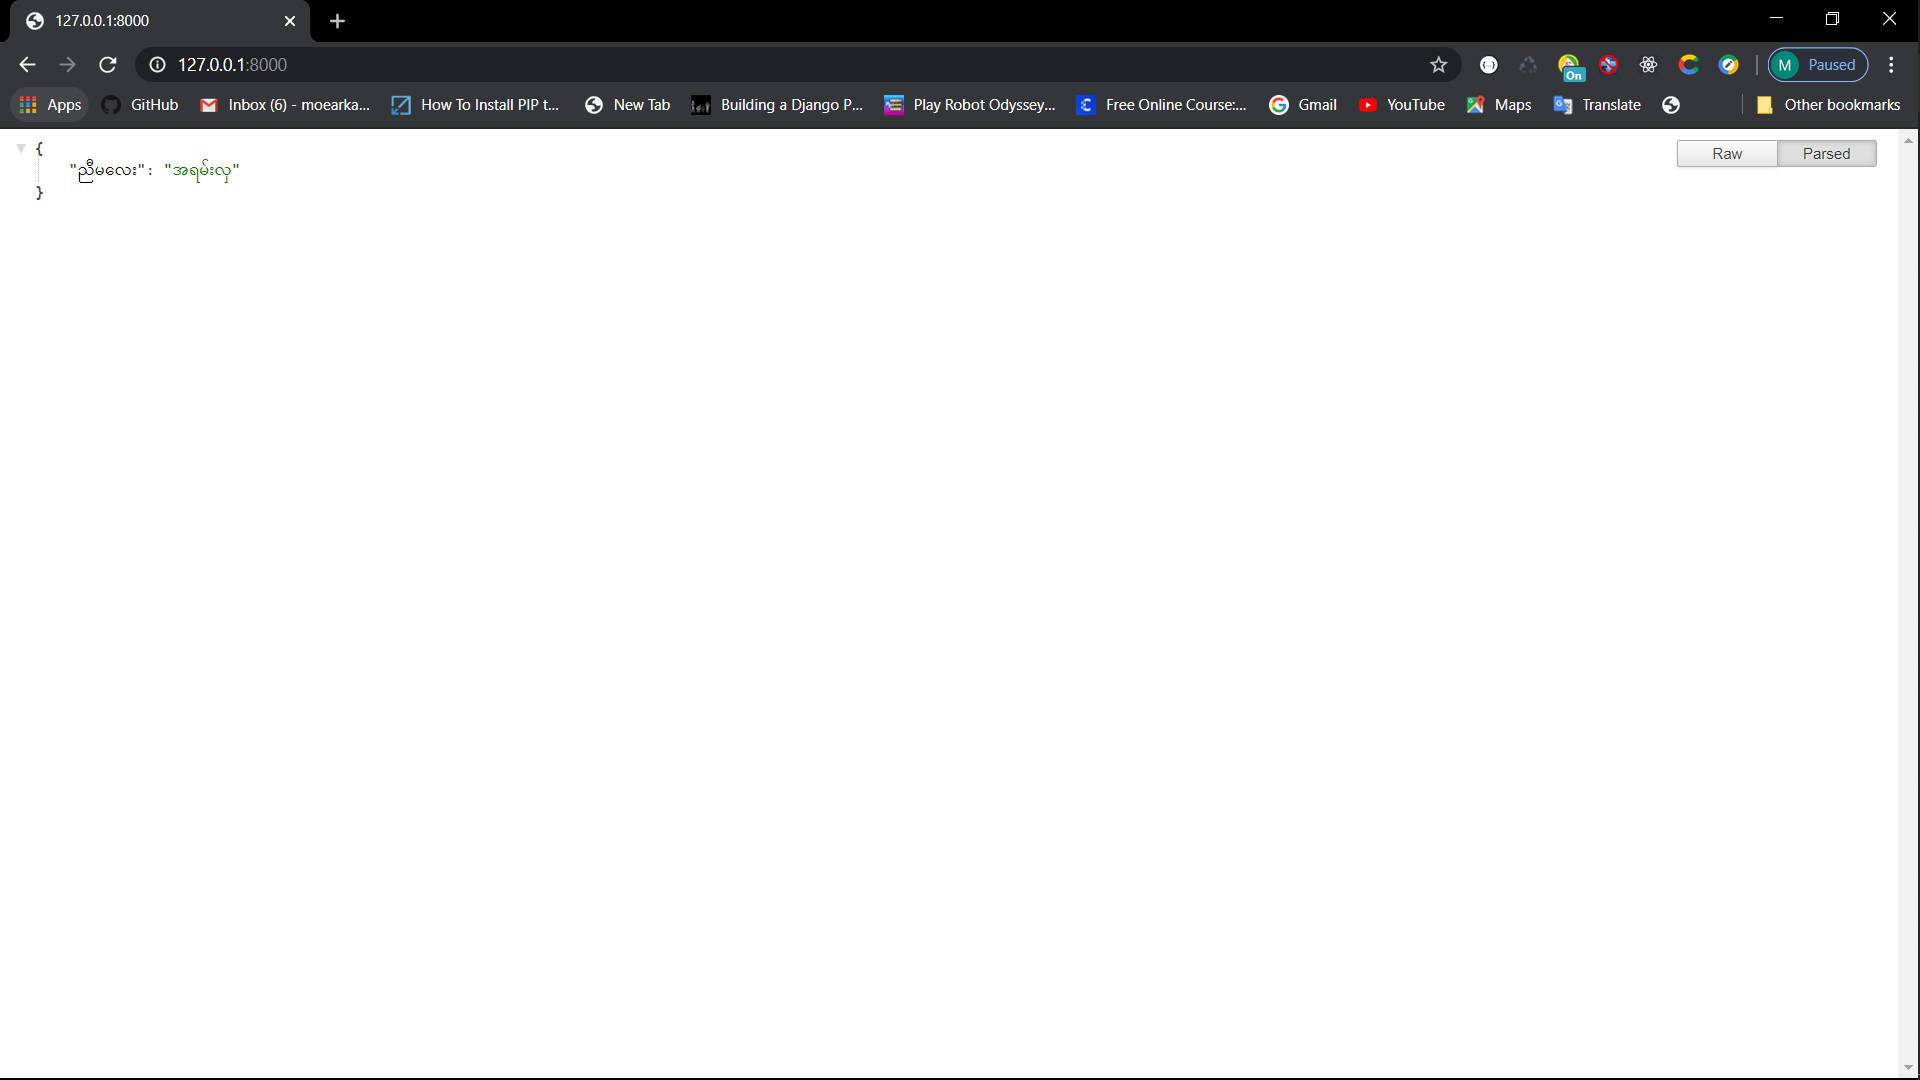 127.0.0.1:8000
127.0.0.1:8000
On
M Paused
Apps GitHub Inbox (6) - moearka... How To Install PIP t... New Tab Building a Django P... Play Robot Odyssey... Free Online Course:... Gmail YouTube Maps Translate Other bookmarks
{
"ညီမလေး": "အရမ်းလှ"
}
Raw Parsed